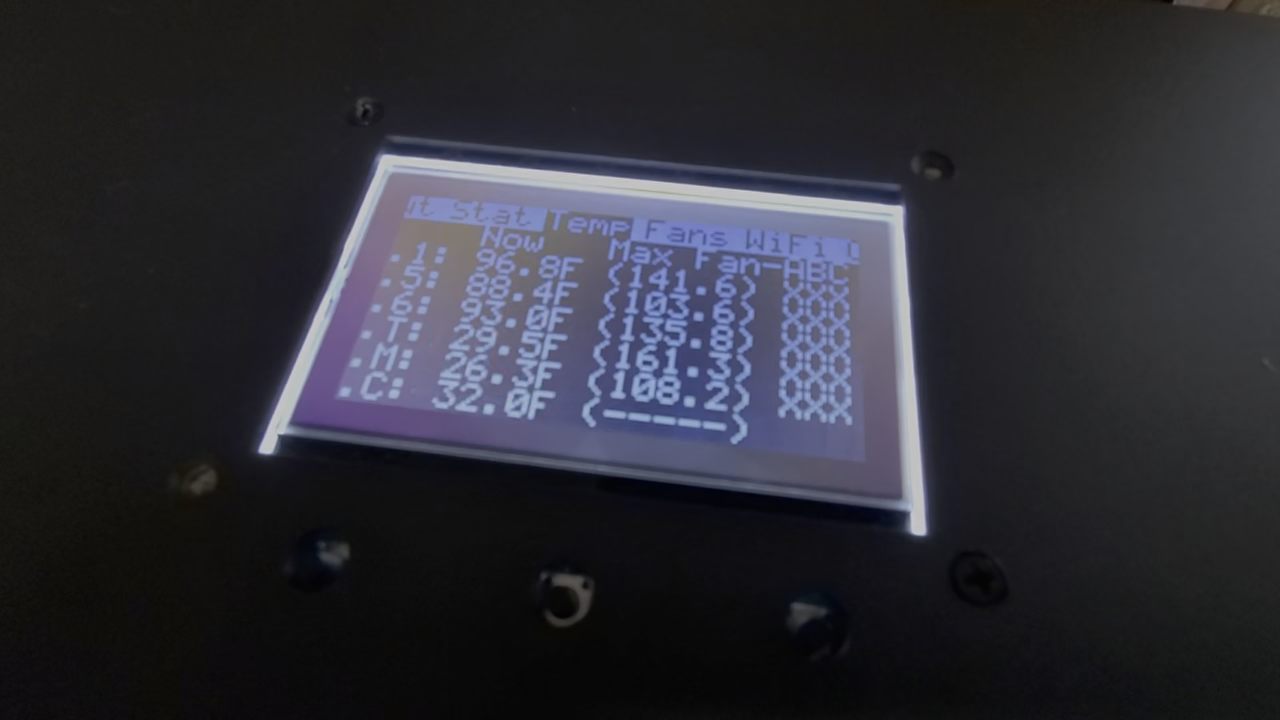 it Stat Temp Fans WiFi
Now Max Fan-ABC
.1: 96.8F (141.6) XXX
.5: 88.4F (103.6) XXX
.6: 93.0F (135.8) XXX
.T: 29.5F (161.3) XXX
.M: 26.3F (108.2) XXX
.C: 32.0F (-----) XXX